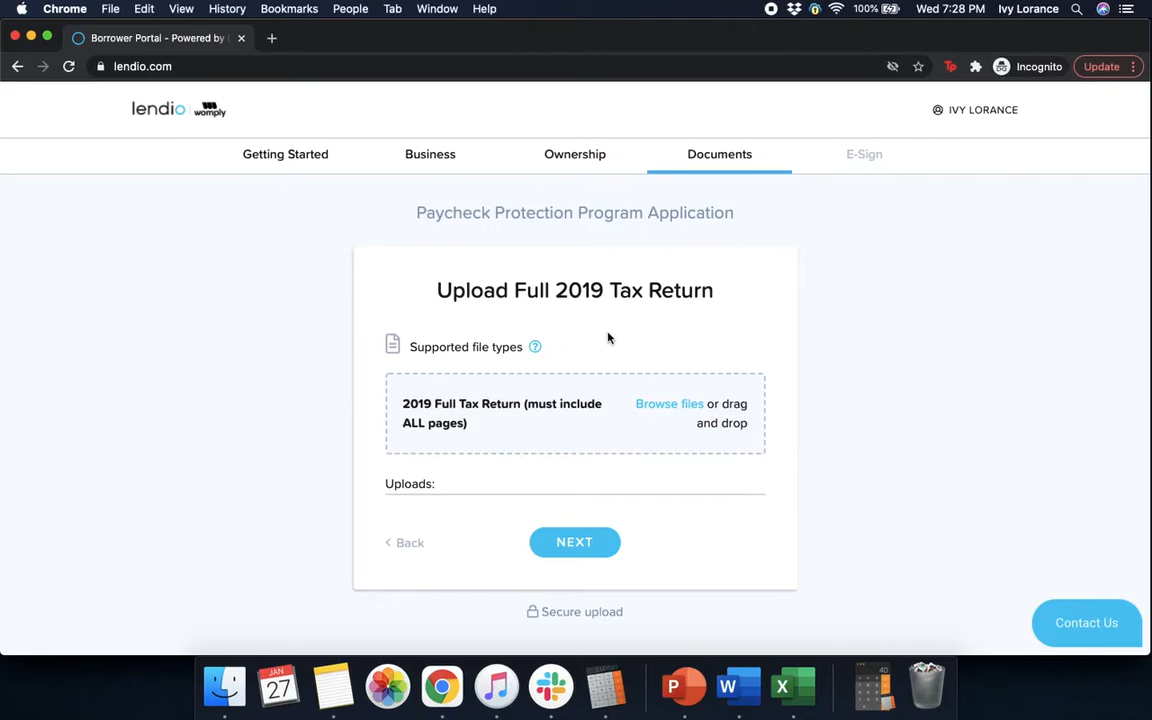 Chrome File Edit View History Bookmarks People Tab Window Help 100% Wed 7:28 PM Ivy Lorance
Borrower Portal - Powered by
lendio.com Incognito Update
lendio womply IVY LORANCE
Getting Started Business Ownership Documents E-Sign
Paycheck Protection Program Application
Upload Full 2019 Tax Return
Supported file types ?
2019 Full Tax Return (must include ALL pages)
Browse files or drag and drop
Uploads:
< Back NEXT
Secure upload
Contact Us
JAN
27
P W X
40